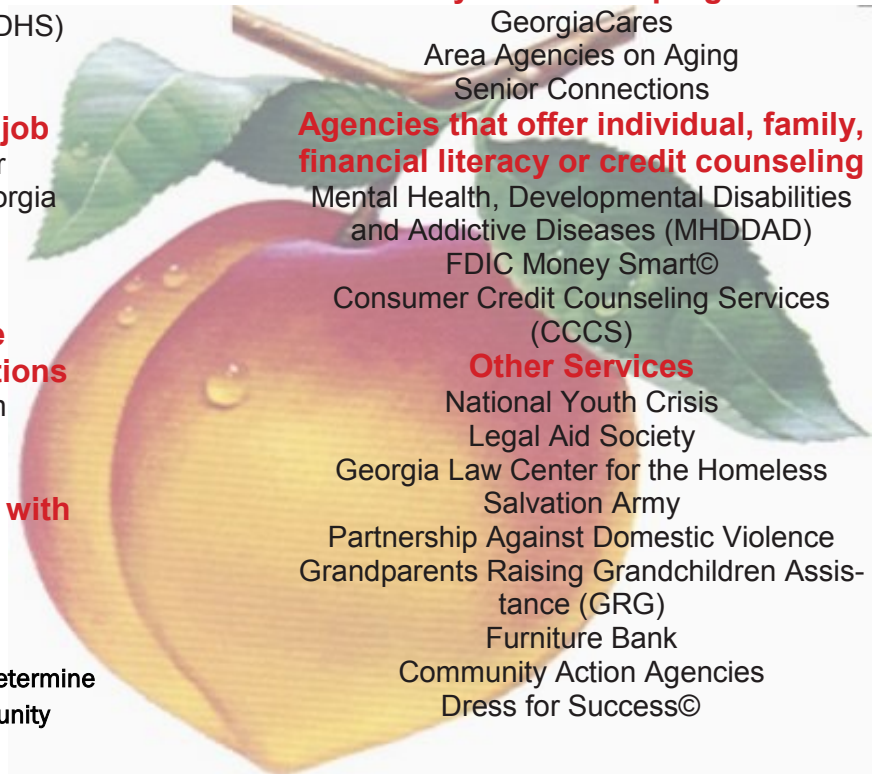 DHS)
job
r
orgia
e
tions
n
with
etermine
unity
GeorgiaCares
Area Agencies on Aging
Senior Connections
Agencies that offer individual, family,
financial literacy or credit counseling
Mental Health, Developmental Disabilities
and Addictive Diseases (MHDDAD)
FDIC Money Smart©
Consumer Credit Counseling Services
(CCCS)
Other Services
National Youth Crisis
Legal Aid Society
Georgia Law Center for the Homeless
Salvation Army
Partnership Against Domestic Violence
Grandparents Raising Grandchildren Assis-
tance (GRG)
Furniture Bank
Community Action Agencies
Dress for Success©